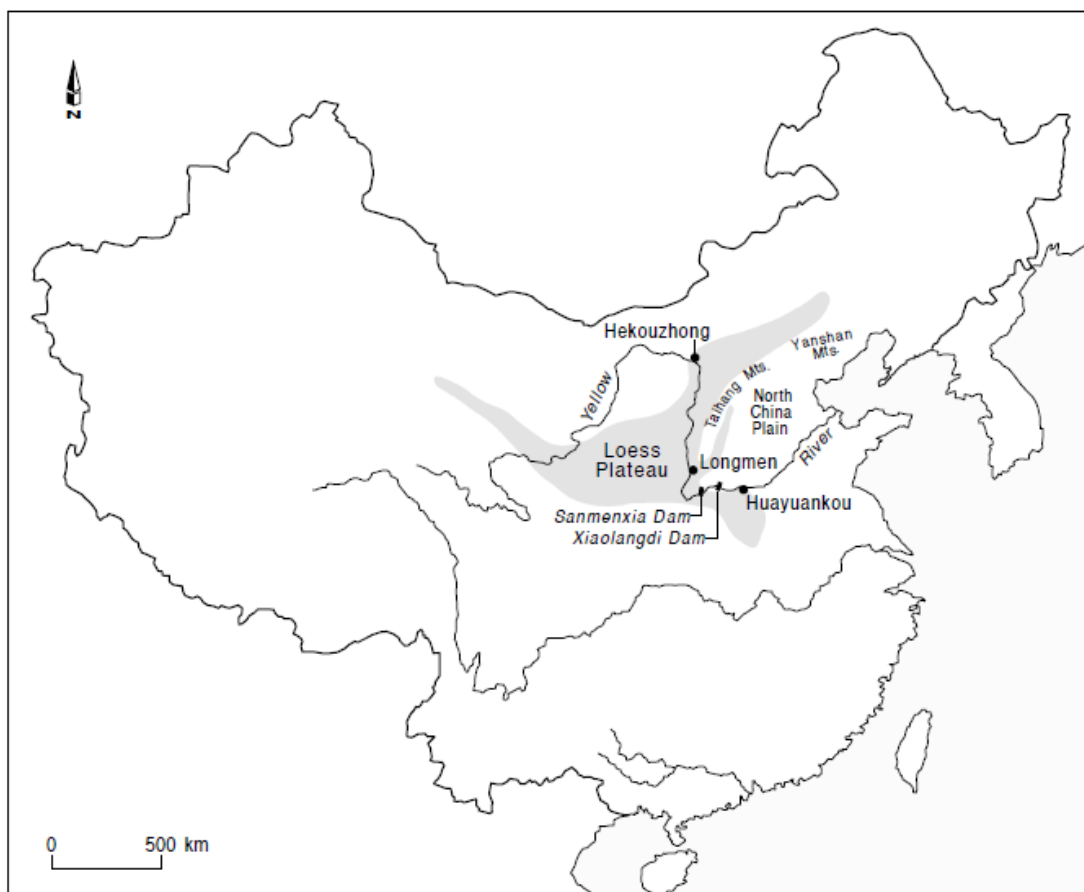 N
Hekouzhong
Yanshan
Mts.
Taihang Mts.
Yellow
North
China
Plain
River
Loess
Plateau
Longmen
Huayuankou
Sanmenxia Dam
Xiaolangdi Dam
0 500 km